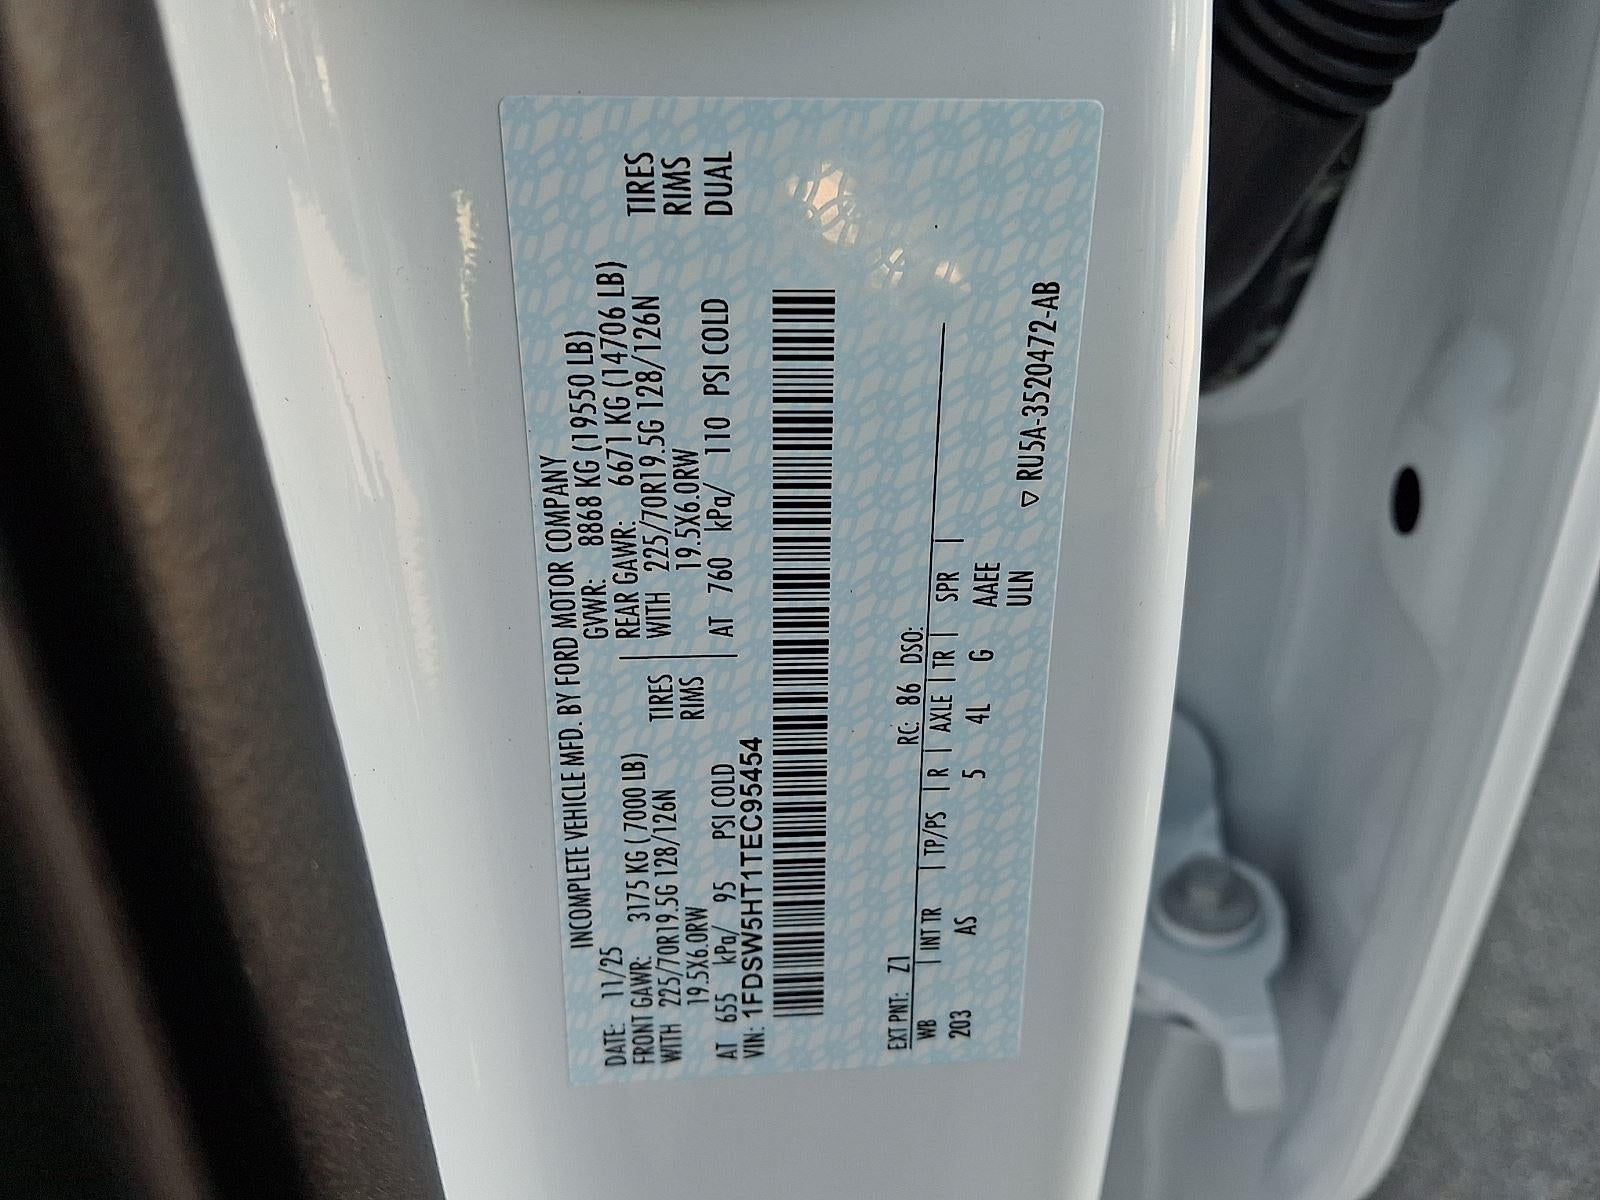 INCOMPLETE VEHICLE MFD. BY FORD MOTOR COMPANY
DATE: 11/25 GVWR: 8868 KG (19550 LB)
FRONT GAWR: 3175 KG ( 7000 LB) REAR GAWR: 6671 KG (14706 LB)
WITH 225/70R19.5G 128/126N TIRES WITH 225/70R19.5G 128/126N TIRES
19.5X6.0RW RIMS 19.5X6.0RW RIMS
AT 655 kPa/ 95 PSI COLD AT 760 kPa/ 110 PSI COLD DUAL
VIN: 1FDSW5HT1TEC95454
EXT PNT: Z1 RC: 86 DSO:
WB | INT TR | TP/PS | R | AXLE | TR | SPR |
203 AS 5 4L G AAEE
ULN
▽ RU5A-3520472-AB